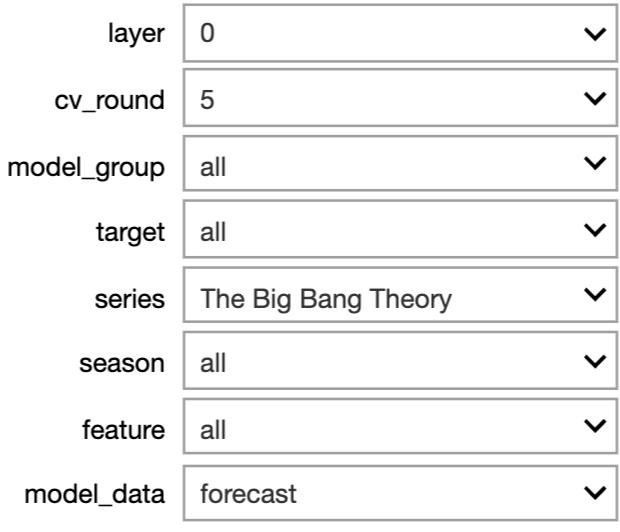 layer 0
cv_round 5
model_group all
target all
series The Big Bang Theory
season all
feature all
model_data forecast